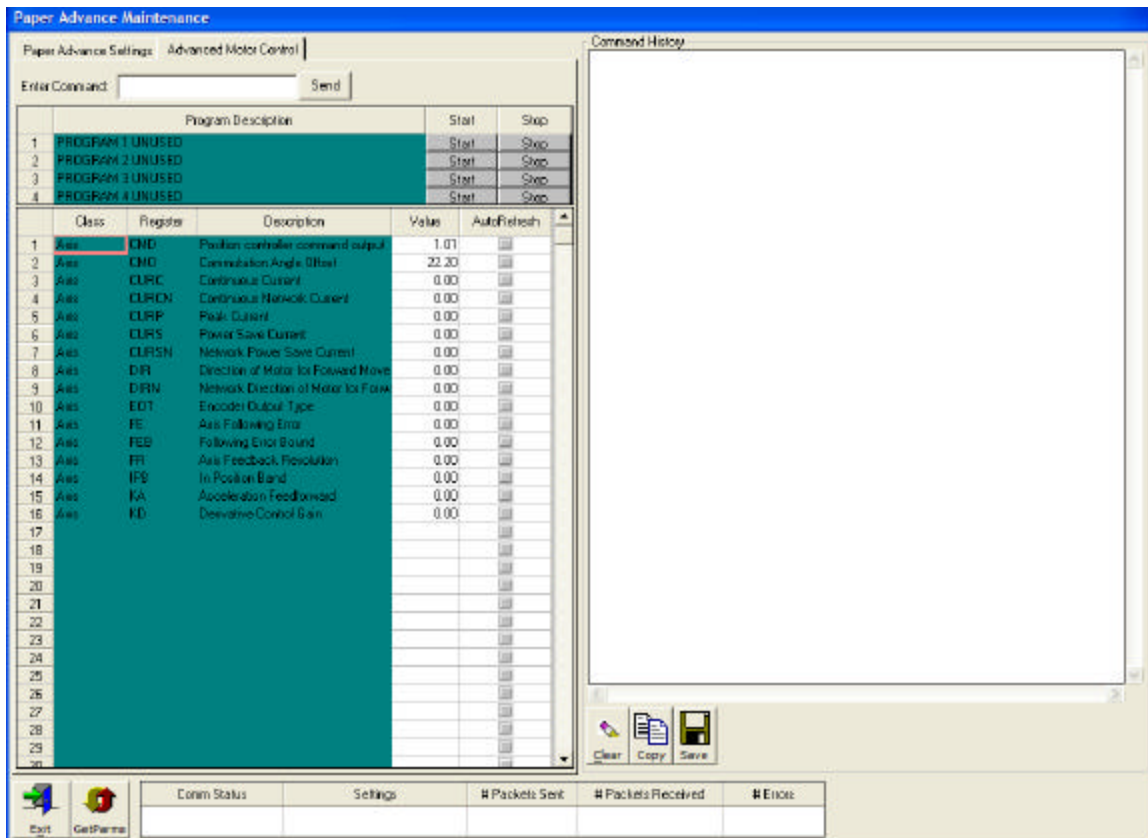 Paper Advance Maintenance
Paper Advance Settings Advanced Motor Control
Enter Command: Send
Program Description Start Stop
1 PROGRAM 1 UNUSED Start Stop
2 PROGRAM 2 UNUSED Start Stop
3 PROGRAM 3 UNUSED Start Stop
4 PROGRAM 4 UNUSED Start Stop
Class Register Description Value AutoRefresh
1 Axis CMD Position controller command output 1.01
2 Axis CMO Commutation Angle Offset 22.20
3 Axis CURC Continuous Current 0.00
4 Axis CURCN Continuous Network Current 0.00
5 Axis CURP Peak Current 0.00
6 Axis CURS Power Save Current 0.00
7 Axis CURSN Network Power Save Current 0.00
8 Axis DIR Direction of Motor for Forward Move 0.00
9 Axis DIRN Network Direction of Motor for Forw 0.00
10 Axis EOT Encoder Output Type 0.00
11 Axis FE Axis Following Error 0.00
12 Axis FEB Following Error Bound 0.00
13 Axis FR Axis Feedback Resolution 0.00
14 Axis IPB In Position Band 0.00
15 Axis KA Acceleration Feedforward 0.00
16 Axis KD Derivative Control Gain 0.00
17
18
19
20
21
22
23
24
25
26
27
28
29
30
Command History
Clear Copy Save
Exit GetParms
Comm Status Settings # Packets Sent # Packets Received # Errors